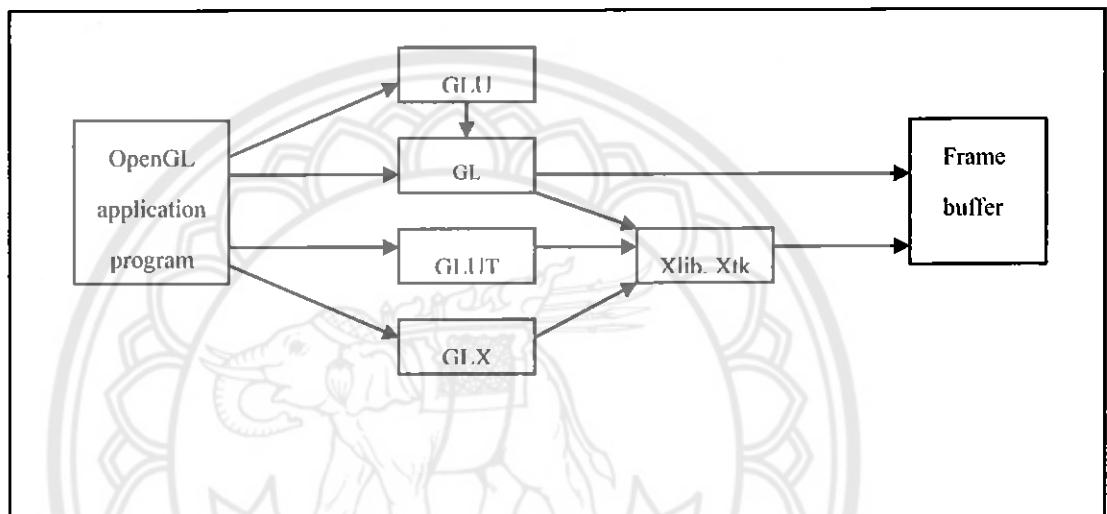 GLU
OpenGL
application
program
GL
Frame
buffer
GLUT
Xlib, Xtk
GLX